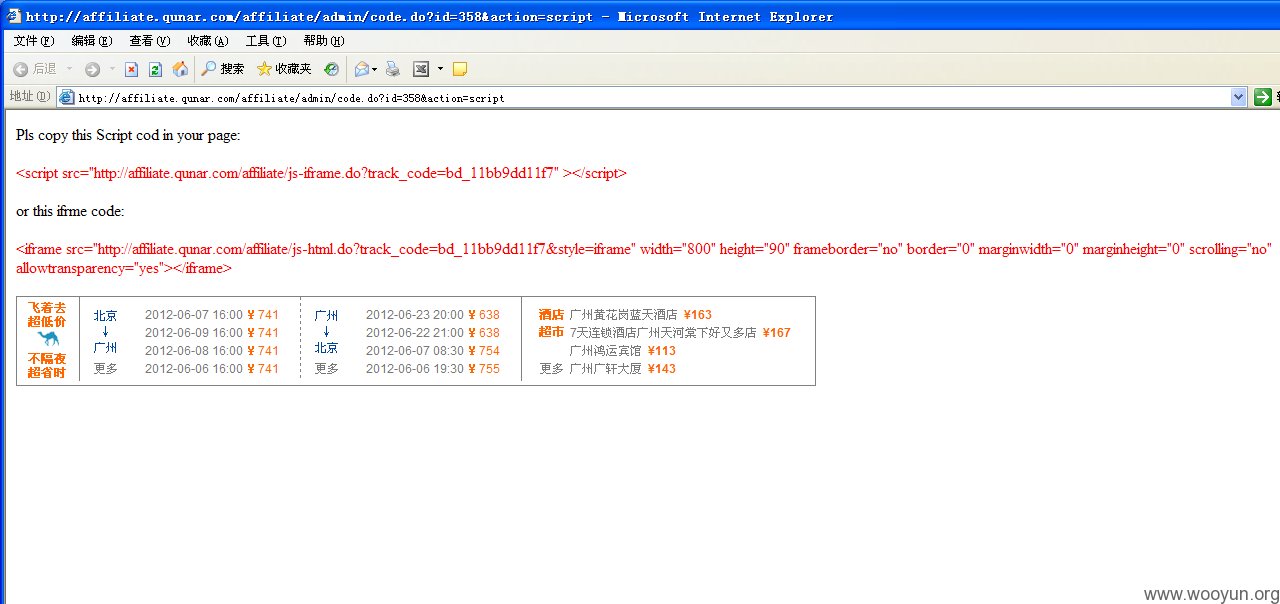 http://affiliate.qunar.com/affiliate/admin/code.do?id=358&action=script - Microsoft Internet Explorer
文件(F) 编辑(E) 查看(V) 收藏(A) 工具(T) 帮助(H)
后退 搜索 收藏夹
地址(D) http://affiliate.qunar.com/affiliate/admin/code.do?id=358&action=script
Pls copy this Script cod in your page:
<script src="http://affiliate.qunar.com/affiliate/js-iframe.do?track_code=bd_11bb9dd11f7" ></script>
or this ifrme code:
<iframe src="http://affiliate.qunar.com/affiliate/js-html.do?track_code=bd_11bb9dd11f7&style=iframe" width="800" height="90" frameborder="no" border="0" marginwidth="0" marginheight="0" scrolling="no"
allowtransparency="yes"></iframe>
飞着去
超低价
不隔夜
超省时
北京
↓
广州
更多
2012-06-07 16:00 ¥ 741
2012-06-09 16:00 ¥ 741
2012-06-08 16:00 ¥ 741
2012-06-06 16:00 ¥ 741
广州
↓
北京
更多
2012-06-23 20:00 ¥ 638
2012-06-22 21:00 ¥ 638
2012-06-07 08:30 ¥ 754
2012-06-06 19:30 ¥ 755
酒店 广州黄花岗蓝天酒店 ¥163
超市 7天连锁酒店广州天河棠下好又多店 ¥167
广州鸿运宾馆 ¥113
更多 广州广轩大厦 ¥143
www.wooyun.org